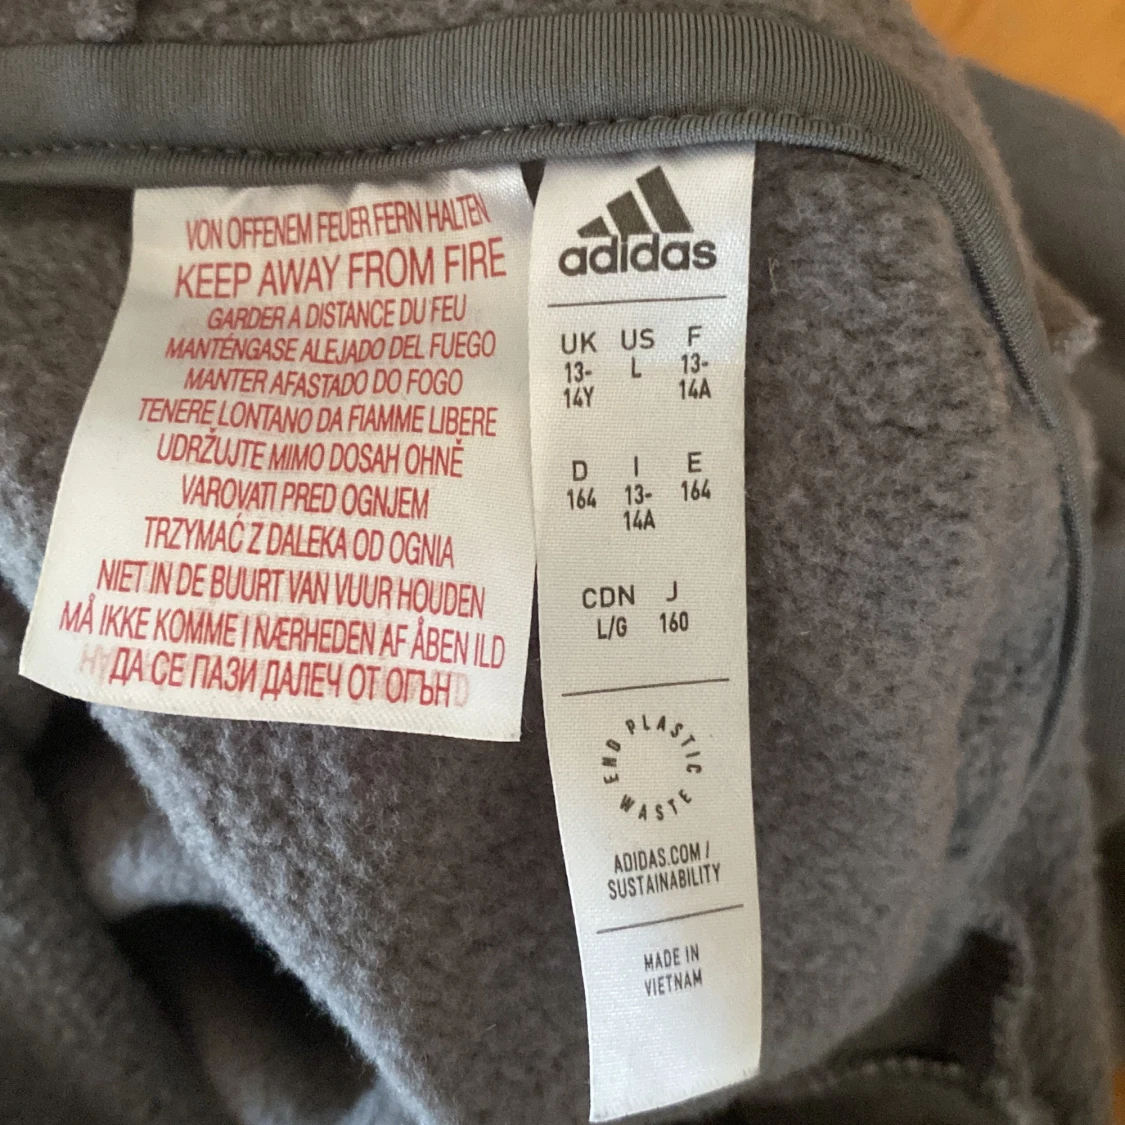 VON OFFENEM FEUER FERN HALTEN
KEEP AWAY FROM FIRE
GARDER A DISTANCE DU FEU
MANTÉNGASE ALEJADO DEL FUEGO
MANTER AFASTADO DO FOGO
TENERE LONTANO DA FIAMME LIBERE
UDRŽUJTE MIMO DOSAH OHNĚ
VAROVATI PRED OGNJEM
TRZYMAĆ Z DALEKA OD OGNIA
NIET IN DE BUURT VAN VUUR HOUDEN
MÅ IKKE KOMME I NÆRHEDEN AF ÅBEN ILD
ДА СЕ ПАЗИ ДАЛЕЧ ОТ ОГЪН
adidas
UK US F
13- L 13-
14Y 14A
D I E
164 13- 164
14A
CDN J
L/G 160
END PLASTIC WASTE
ADIDAS.COM /
SUSTAINABILITY
MADE IN
VIETNAM